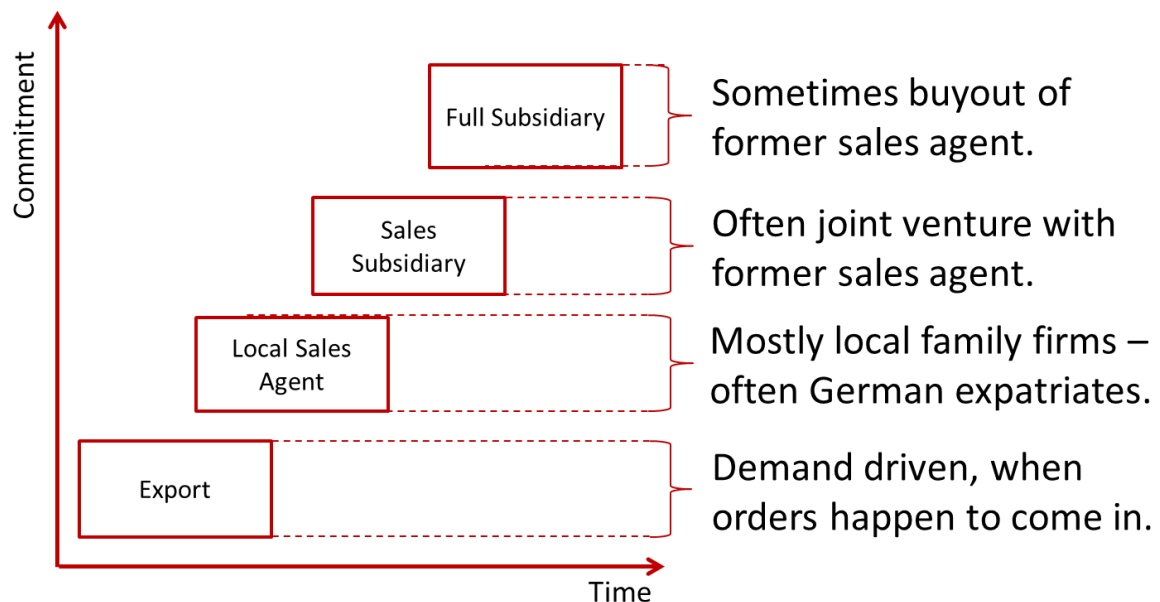 Commitment
Full Subsidiary
Sometimes buyout of
former sales agent.
Sales
Subsidiary
Often joint venture with
former sales agent.
Local Sales
Agent
Mostly local family firms –
often German expatriates.
Export
Demand driven, when
orders happen to come in.
Time